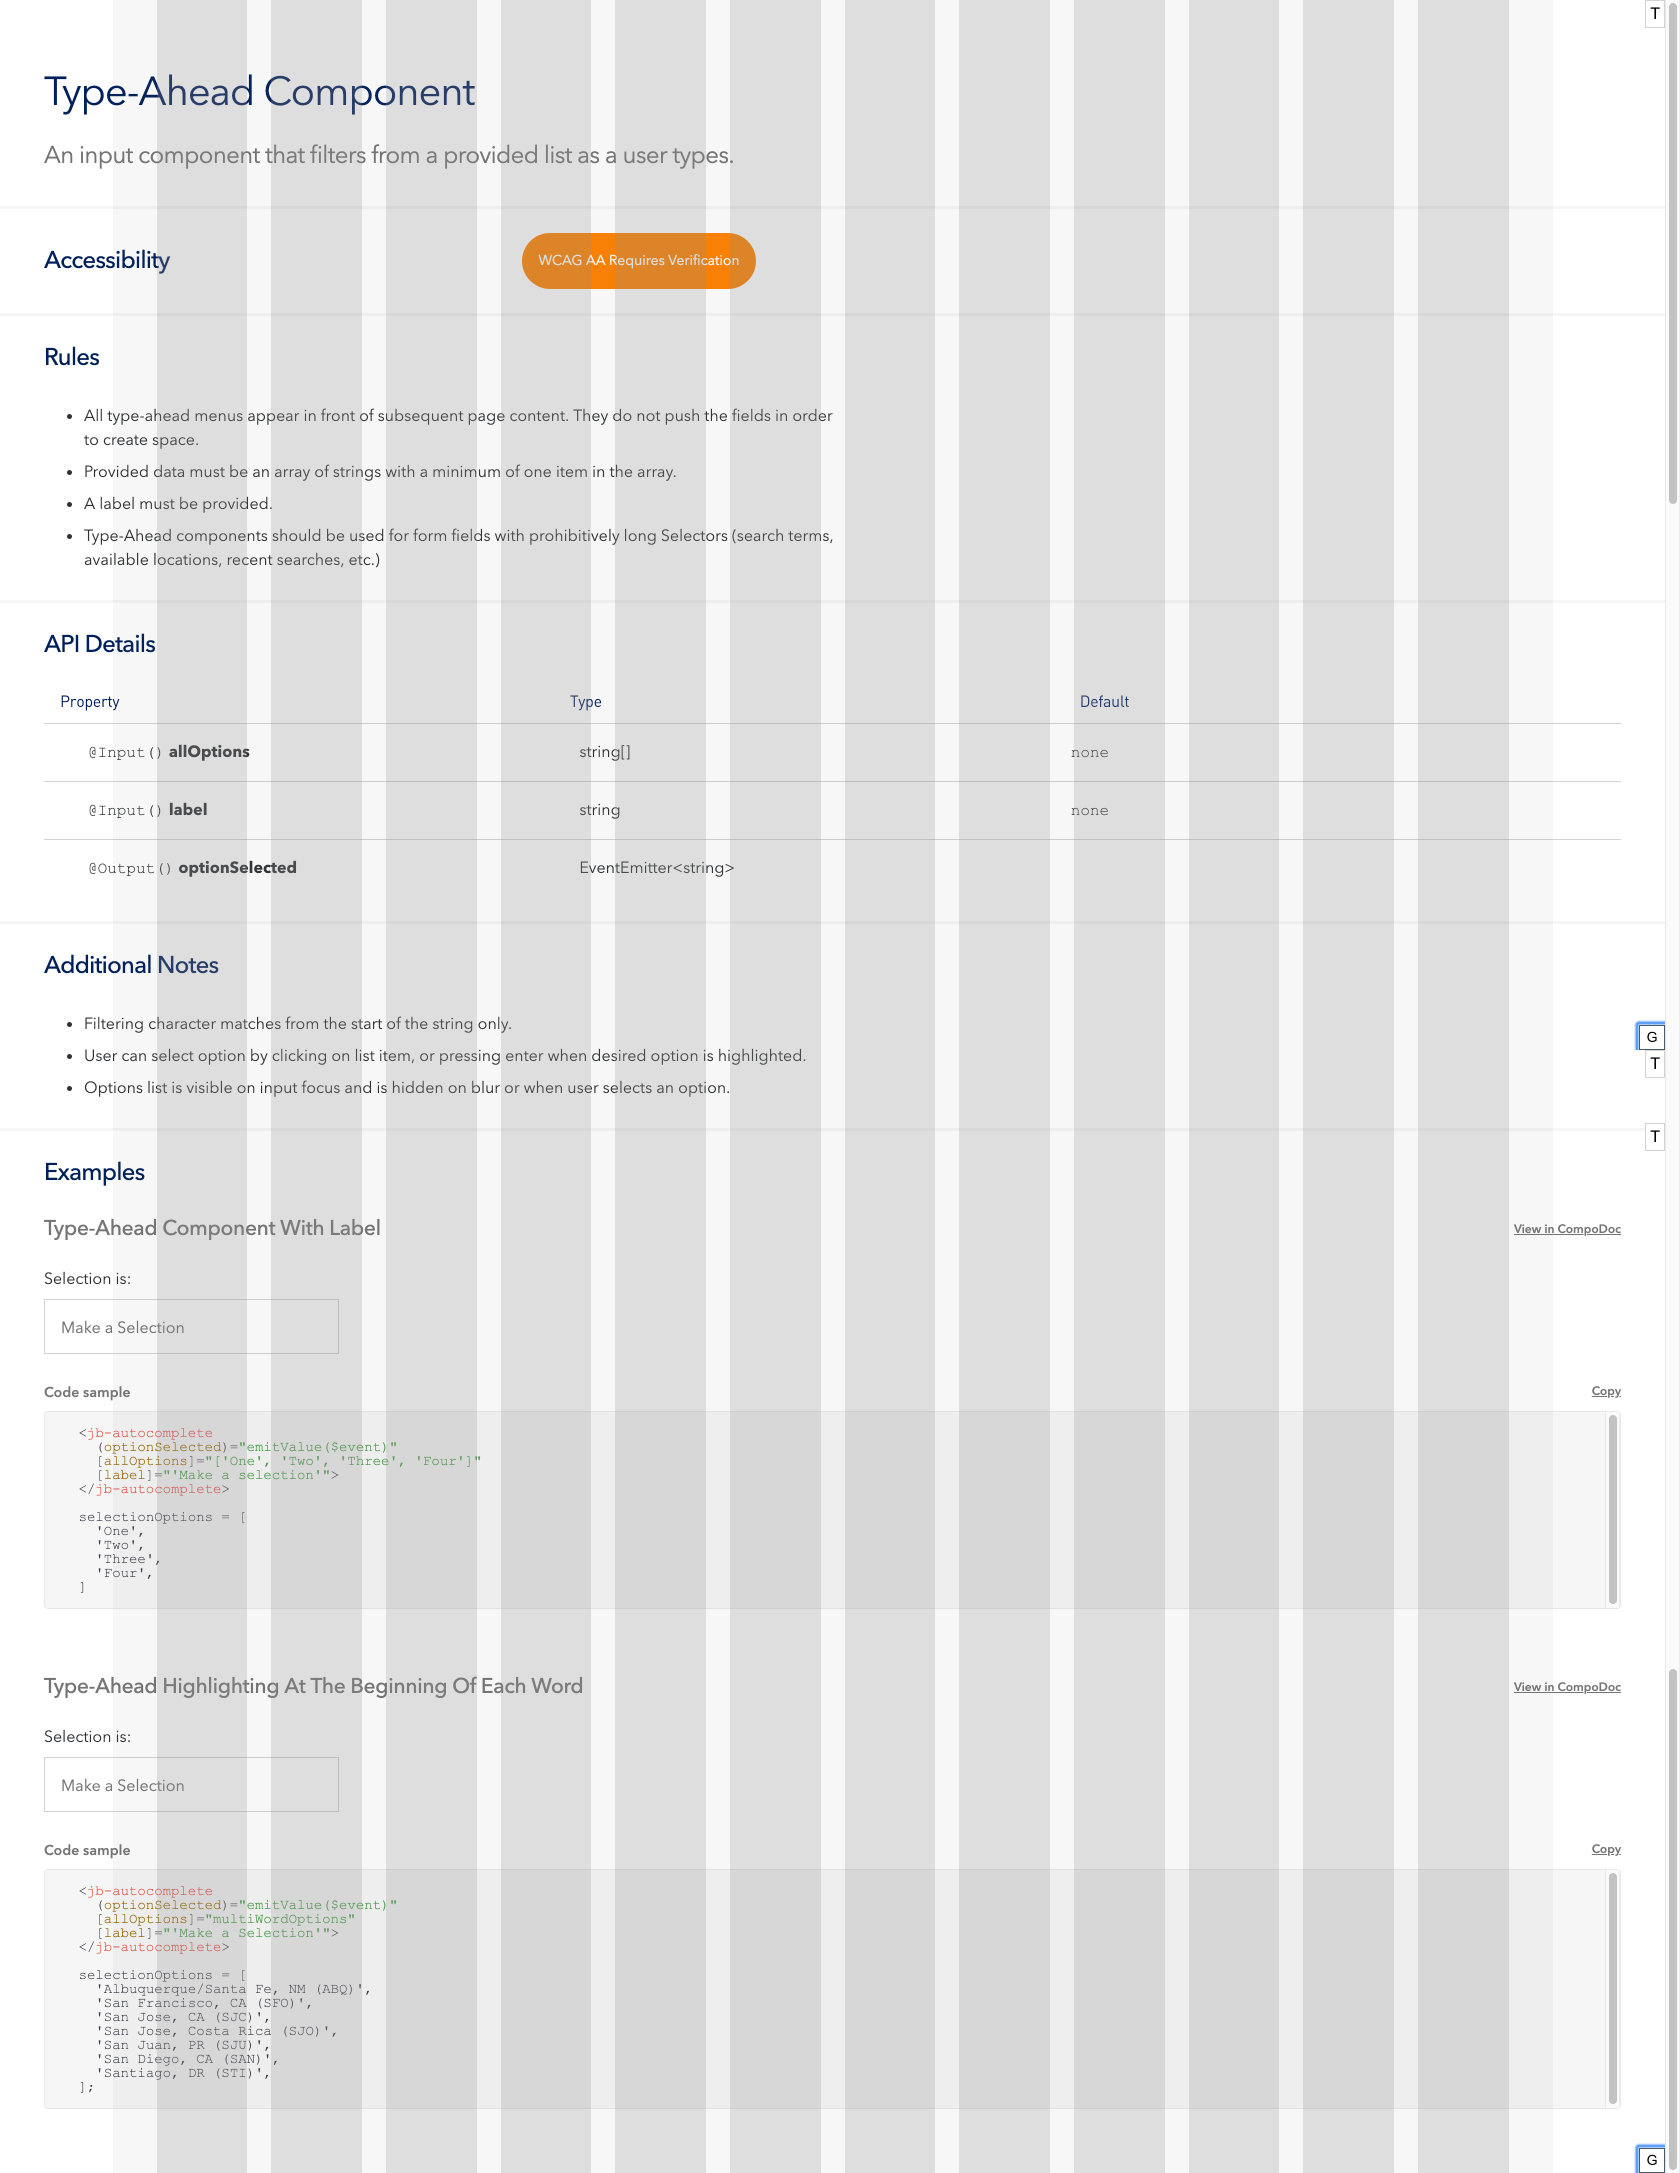 T
Type-Ahead Component
An input component that filters from a provided list as a user types.
Accessibility
WCAG AA Requires Verification
Rules
• All type-ahead menus appear in front of subsequent page content. They do not push the fields in order
to create space.
• Provided data must be an array of strings with a minimum of one item in the array.
• A label must be provided.
• Type-Ahead components should be used for form fields with prohibitively long Selectors (search terms,
available locations, recent searches, etc.)
API Details
Property Type Default
@Input() allOptions string[] none
@Input() label string none
@Output() optionSelected EventEmitter<string>
Additional Notes
• Filtering character matches from the start of the string only.
G
• User can select option by clicking on list item, or pressing enter when desired option is highlighted.
T
• Options list is visible on input focus and is hidden on blur or when user selects an option.
T
Examples
Type-Ahead Component With Label View in CompoDoc
Selection is:
Make a Selection
Code sample Copy
<jb-autocomplete
(optionSelected)="emitValue($event)"
[allOptions]="['One', 'Two', 'Three', 'Four']"
[label]="'Make a selection'">
</jb-autocomplete>
selectionOptions = [
'One',
'Two',
'Three',
'Four',
]
Type-Ahead Highlighting At The Beginning Of Each Word View in CompoDoc
Selection is:
Make a Selection
Code sample Copy
<jb-autocomplete
(optionSelected)="emitValue($event)"
[allOptions]="multiWordOptions"
[label]="'Make a Selection'">
</jb-autocomplete>
selectionOptions = [
'Albuquerque/Santa Fe, NM (ABQ)',
'San Francisco, CA (SFO)',
'San Jose, CA (SJC)',
'San Jose, Costa Rica (SJO)',
'San Juan, PR (SJU)',
'San Diego, CA (SAN)',
'Santiago, DR (STI)',
];
G